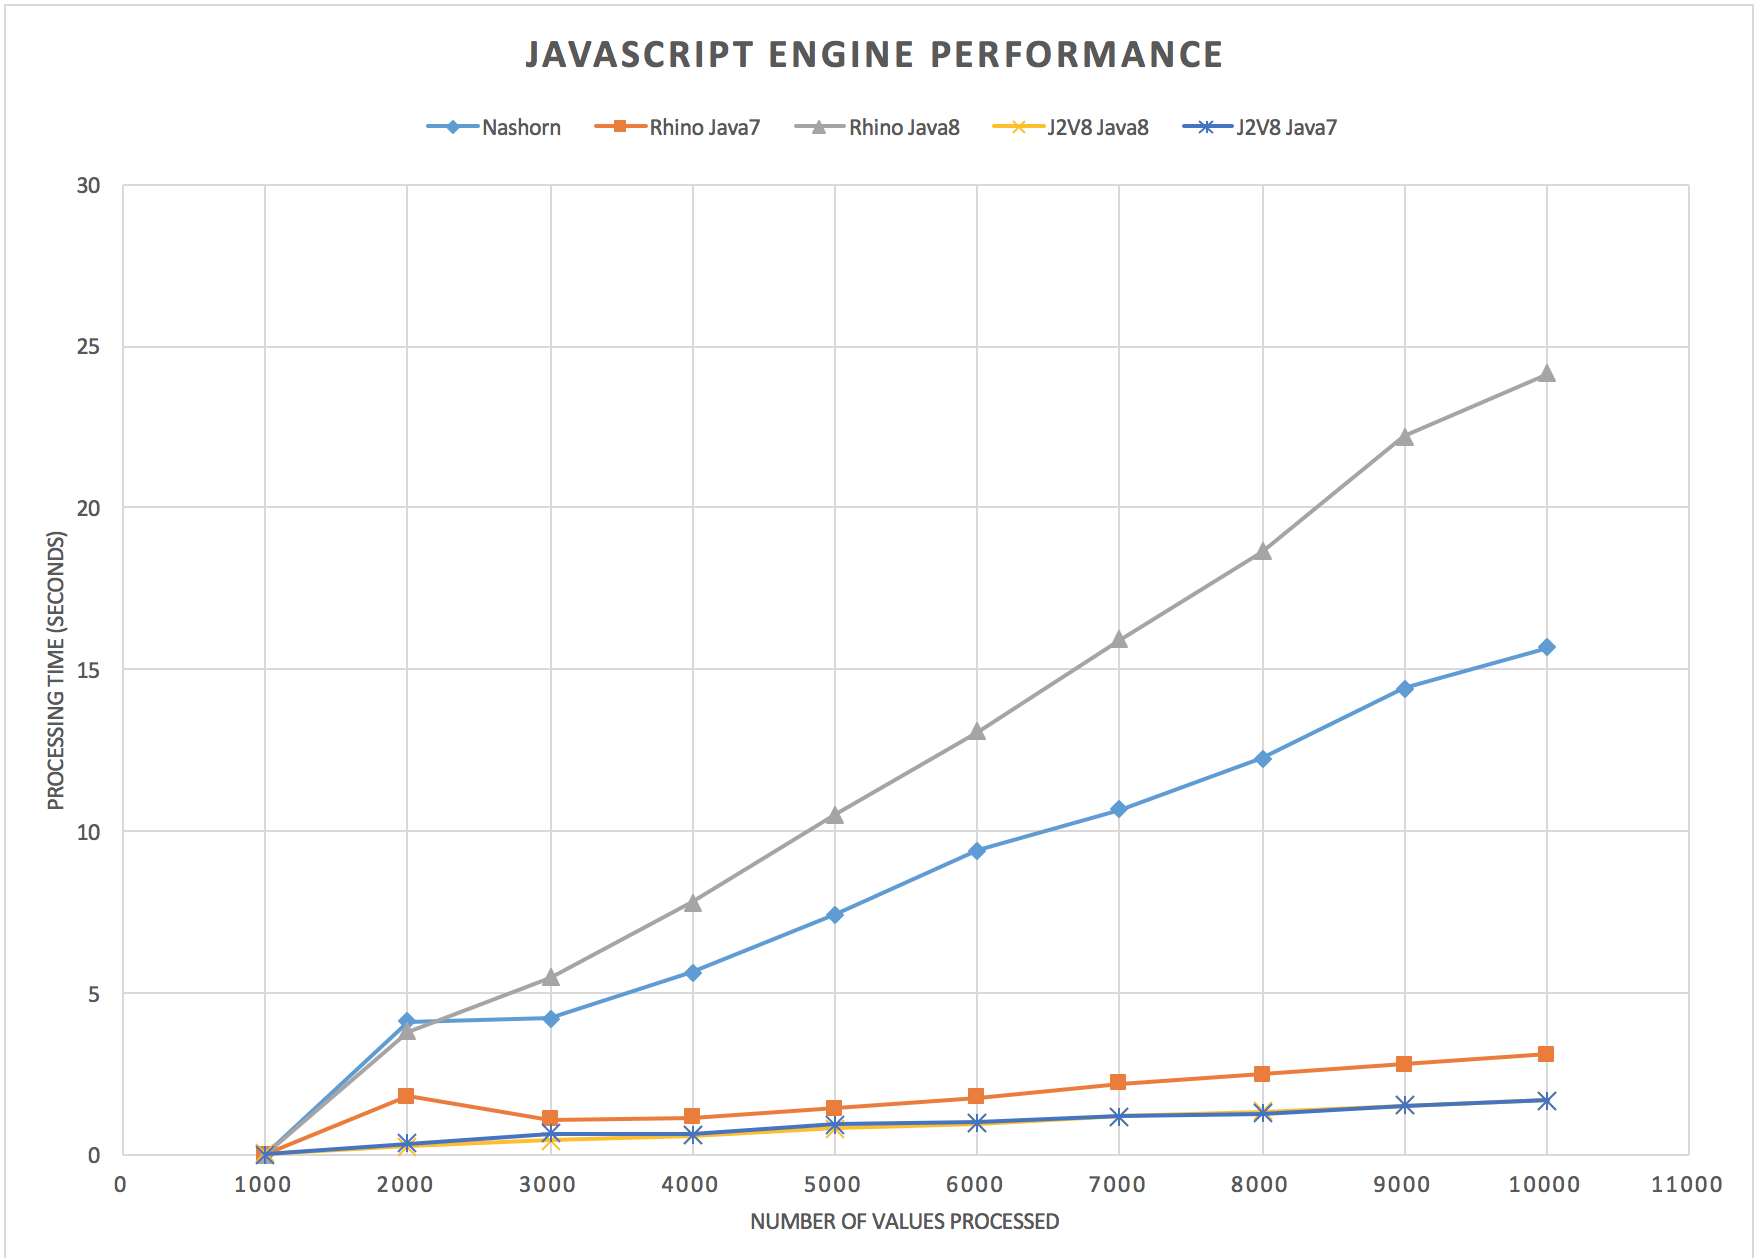 JAVASCRIPT ENGINE PERFORMANCE
Nashorn Rhino Java7 Rhino Java8 J2V8 Java8 J2V8 Java7
30
25
20
15
10
5
0
PROCESSING TIME (SECONDS)
0 1000 2000 3000 4000 5000 6000 7000 8000 9000 10000 11000
NUMBER OF VALUES PROCESSED